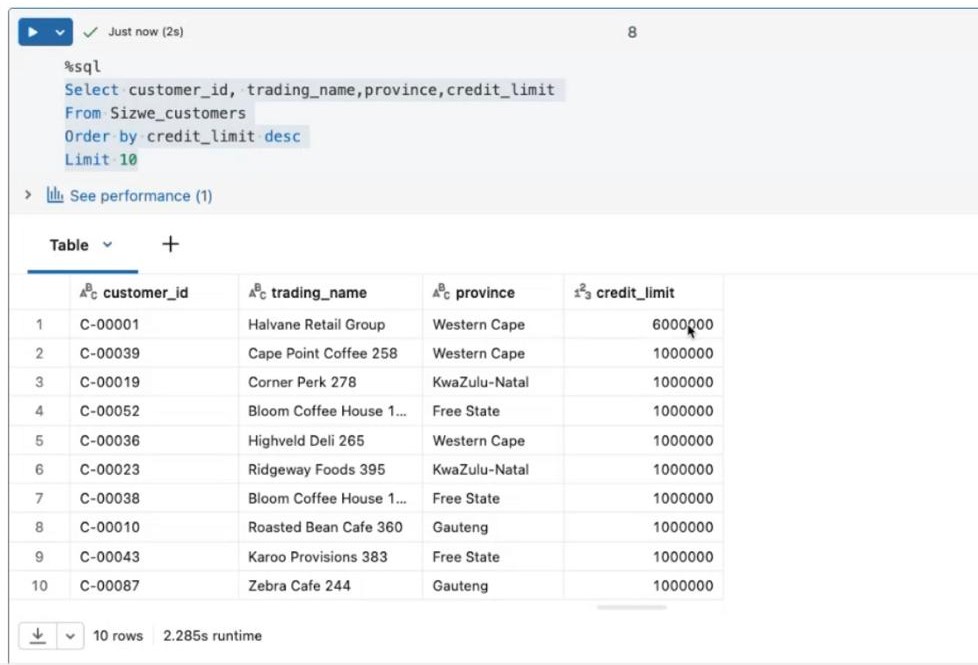 Just now (2s)
8
%sql
Select customer_id, trading_name,province,credit_limit
From Sizwe_customers
Order by credit_limit desc
Limit 10
See performance (1)
Table
customer_id trading_name province credit_limit
1 C-00001 Halvane Retail Group Western Cape 6000000
2 C-00039 Cape Point Coffee 258 Western Cape 1000000
3 C-00019 Corner Perk 278 KwaZulu-Natal 1000000
4 C-00052 Bloom Coffee House 1... Free State 1000000
5 C-00036 Highveld Deli 265 Western Cape 1000000
6 C-00023 Ridgeway Foods 395 KwaZulu-Natal 1000000
7 C-00038 Bloom Coffee House 1... Free State 1000000
8 C-00010 Roasted Bean Cafe 360 Gauteng 1000000
9 C-00043 Karoo Provisions 383 Free State 1000000
10 C-00087 Zebra Cafe 244 Gauteng 1000000
10 rows 2.285s runtime